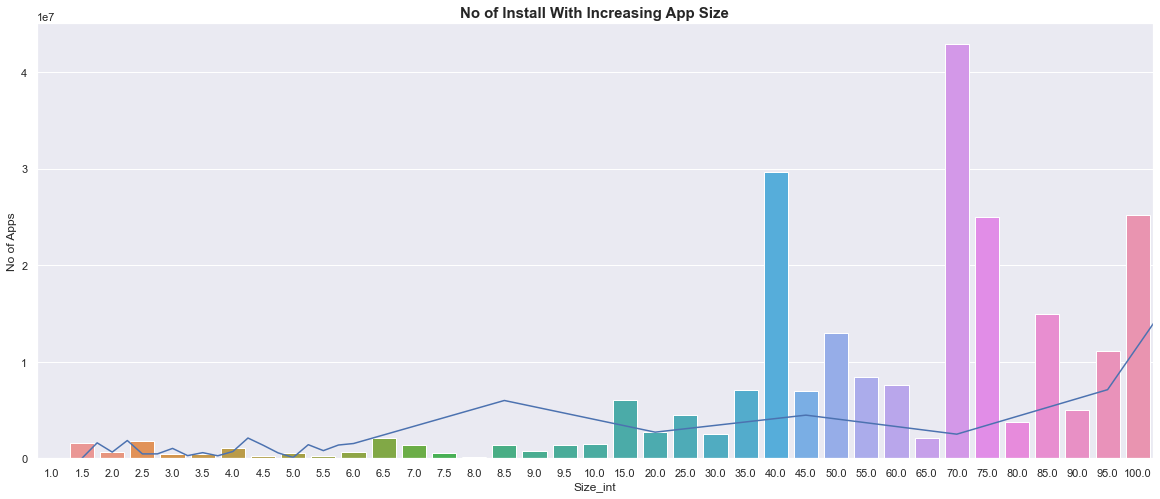 No of Install With Increasing App Size
1e7
4
3
2
1
0
No of Apps
1.0 1.5 2.0 2.5 3.0 3.5 4.0 4.5 5.0 5.5 6.0 6.5 7.0 7.5 8.0 8.5 9.0 9.5 10.0 15.0 20.0 25.0 30.0 35.0 40.0 45.0 50.0 55.0 60.0 65.0 70.0 75.0 80.0 85.0 90.0 95.0 100.0
Size_int